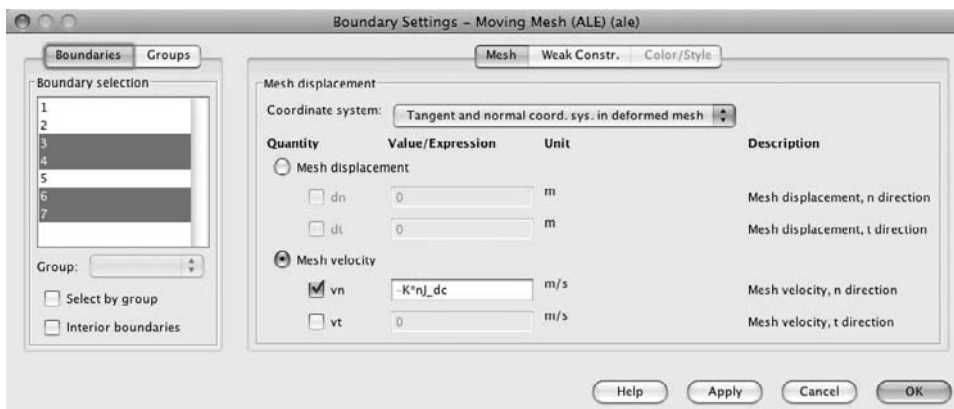 Boundary Settings – Moving Mesh (ALE) (ale)
Boundaries Groups
Mesh Weak Constr. Color/Style
Boundary selection
1
2
3
4
5
6
7
Group:
Select by group
Interior boundaries
Mesh displacement
Coordinate system: Tangent and normal coord. sys. in deformed mesh
Quantity Value/Expression Unit Description
Mesh displacement
dn 0 m Mesh displacement, n direction
dt 0 m Mesh displacement, t direction
Mesh velocity
vn -K*nJ_dc m/s Mesh velocity, n direction
vt 0 m/s Mesh velocity, t direction
Help Apply Cancel OK